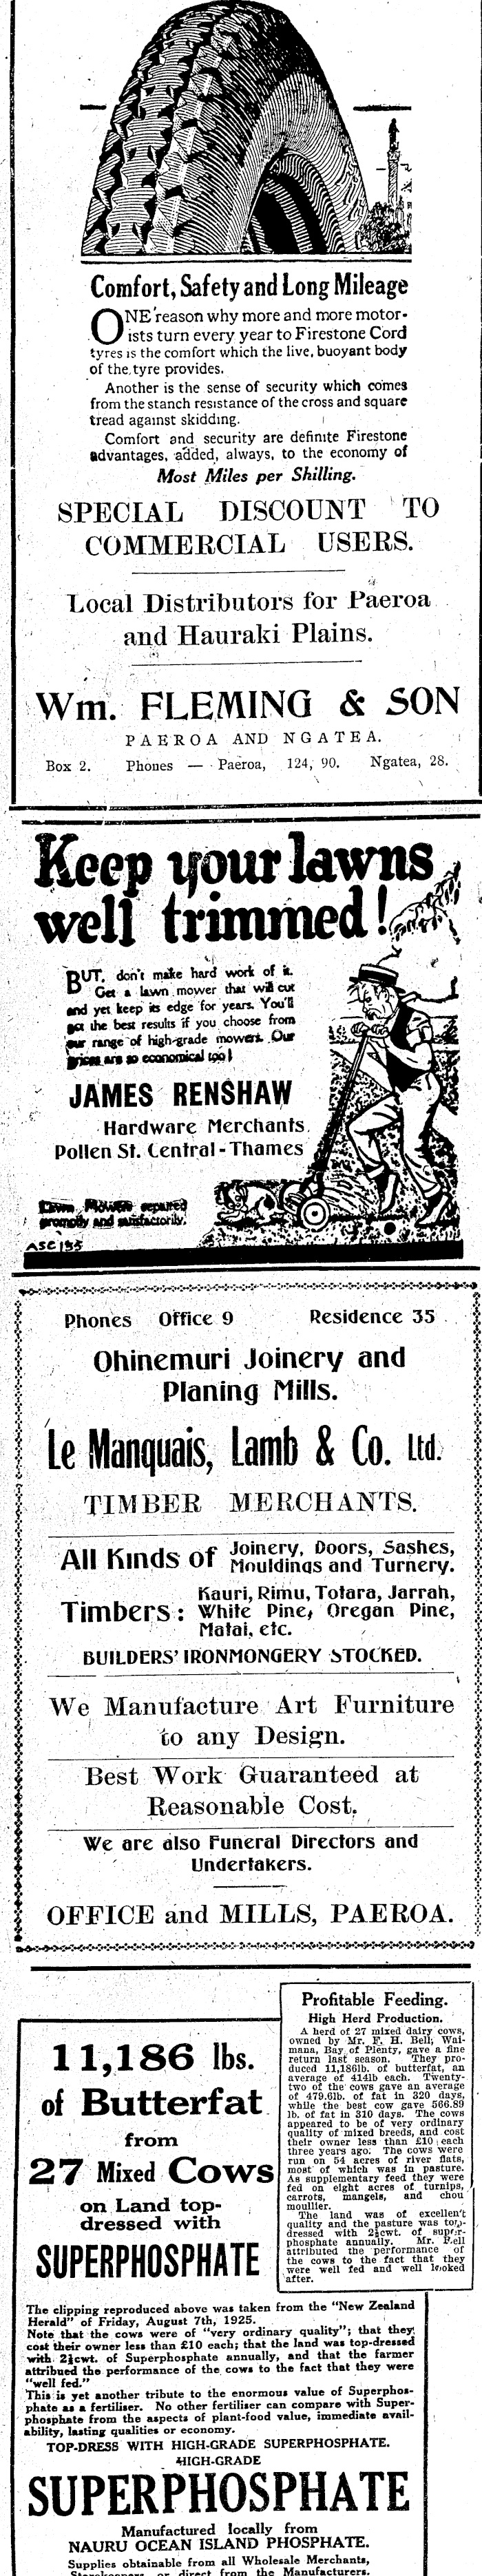 Comfort, Safety and Long Mileage
ONE reason why more and more motor-
ists turn every year to Firestone Cord
tyres is the comfort which the live, buoyant body
of the tyre provides.
Another is the sense of security which comes
from the stanch resistance of the cross and square
tread against skidding.
Comfort and security are definite Firestone
advantages, added, always, to the economy of
Most Miles per Shilling.
SPECIAL DISCOUNT TO
COMMERCIAL USERS.
Local Distributors for Paeroa
and Hauraki Plains.
Wm. FLEMING & SON
PAEROA AND NGATEA.
Box 2. Phones — Paeroa, 124, 90. Ngatea, 28.
Keep your lawns
well trimmed!
BUT, don't make hard work of it.
Get a lawn mower that will cut
and yet keep its edge for years. You'll
get the best results if you choose from
our range of high-grade mowers. Our
prices are so economical too!
JAMES RENSHAW
Hardware Merchants
Pollen St. Central - Thames
Lawn Mowers repaired
promptly and satisfactorily.
ASC 185
Phones Office 9 Residence 35
Ohinemuri Joinery and
Planing Mills.
Le Manquais, Lamb & Co. Ltd.
TIMBER MERCHANTS.
All Kinds of Joinery, Doors, Sashes,
Mouldings and Turnery.
Timbers: Kauri, Rimu, Totara, Jarrah,
White Pine, Oregan Pine,
Matai, etc.
BUILDERS' IRONMONGERY STOCKED.
We Manufacture Art Furniture
to any Design.
Best Work Guaranteed at
Reasonable Cost.
We are also Funeral Directors and
Undertakers.
OFFICE and MILLS, PAEROA.
11,186 lbs.
of Butterfat
from
27 Mixed Cows
on Land top-
dressed with
SUPERPHOSPHATE
Profitable Feeding.
High Herd Production.
A herd of 27 mixed dairy cows,
owned by Mr. F. H. Bell, Wai-
mana, Bay of Plenty, gave a fine
return last season. They pro-
duced 11,186lb. of butterfat, an
average of 414lb each. Twenty-
two of the cows gave an average
of 479.6lb. of fat in 320 days,
while the best cow gave 566.89
lb. of fat in 310 days. The cows
appeared to be of very ordinary
quality of mixed breeds, and cost
their owner less than £10 each
three years ago. The cows were
run on 54 acres of river flats,
most of which was in pasture.
As supplementary feed they were
fed on eight acres of turnips,
carrots, mangels, and chou
moullier.
The land was of excellent
quality and the pasture was top-
dressed with 2½cwt. of super-
phosphate annually. Mr. Bell
attributed the performance of
the cows to the fact that they
were well fed and well looked
after.
The clipping reproduced above was taken from the "New Zealand
Herald" of Friday, August 7th, 1925.
Note that the cows were of "very ordinary quality"; that they
cost their owner less than £10 each; that the land was top-dressed
with 2½cwt. of Superphosphate annually, and that the farmer
attribued the performance of the cows to the fact that they were
"well fed."
This is yet another tribute to the enormous value of Superphos-
phate as a fertiliser. No other fertiliser can compare with Super-
phosphate from the aspects of plant-food value, immediate avail-
ability, lasting qualities or economy.
TOP-DRESS WITH HIGH-GRADE SUPERPHOSPHATE.
HIGH-GRADE
SUPERPHOSPHATE
Manufactured locally from
NAURU OCEAN ISLAND PHOSPHATE.
Supplies obtainable from all Wholesale Merchants,
Storekeepers, or direct from the Manufacturers.